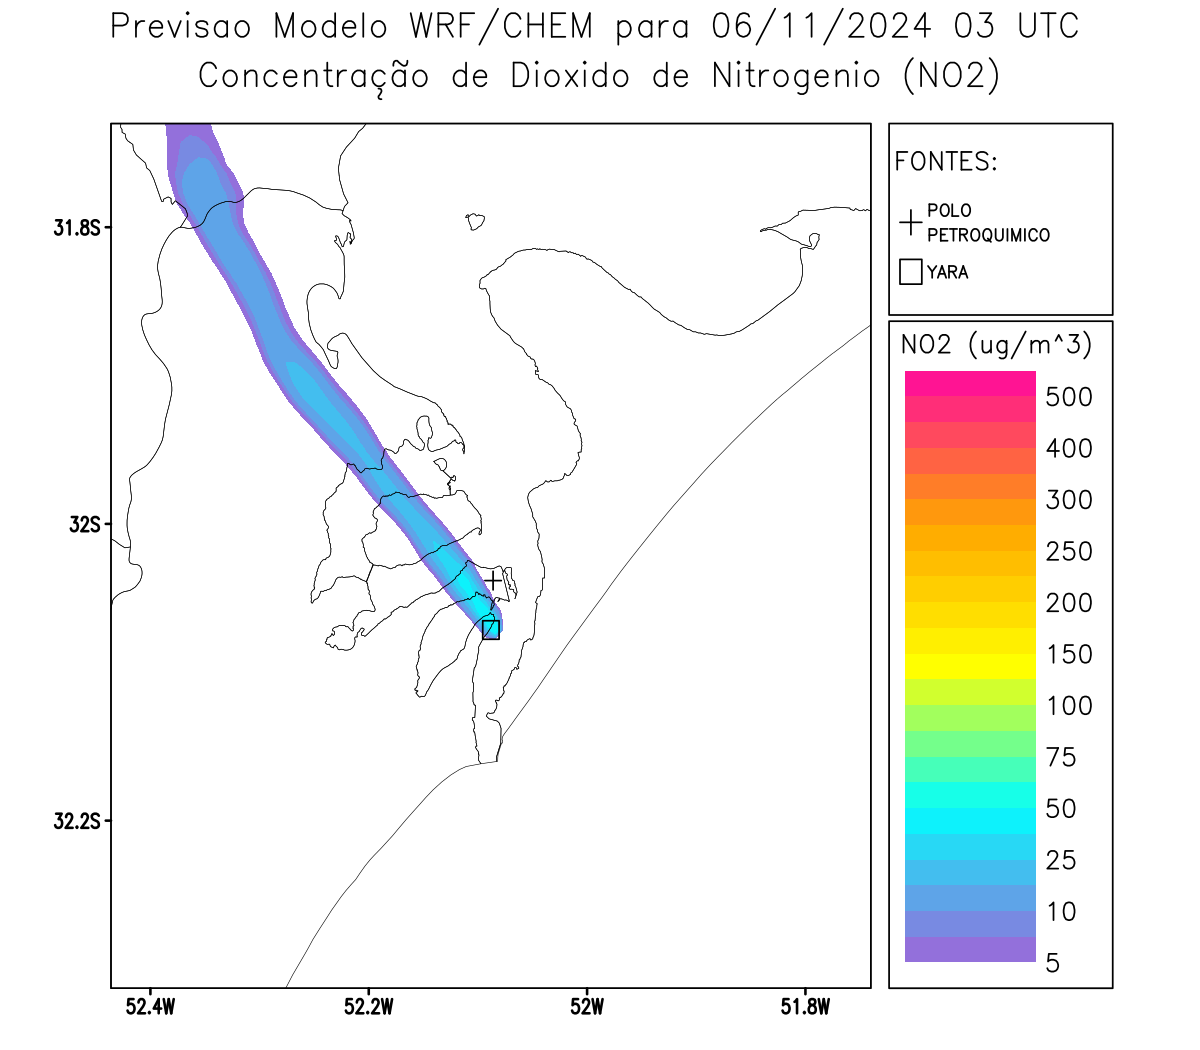 Previsao Modelo WRF/CHEM para 06/11/2024 03 UTC
Concentração de Dioxido de Nitrogenio (NO2)
FONTES:
POLO
PETROQUIMICO
YARA
31.8S
32S
32.2S
52.4W
52.2W
52W
51.8W
NO2 (ug/m^3)
500
400
300
250
200
150
100
75
50
25
10
5